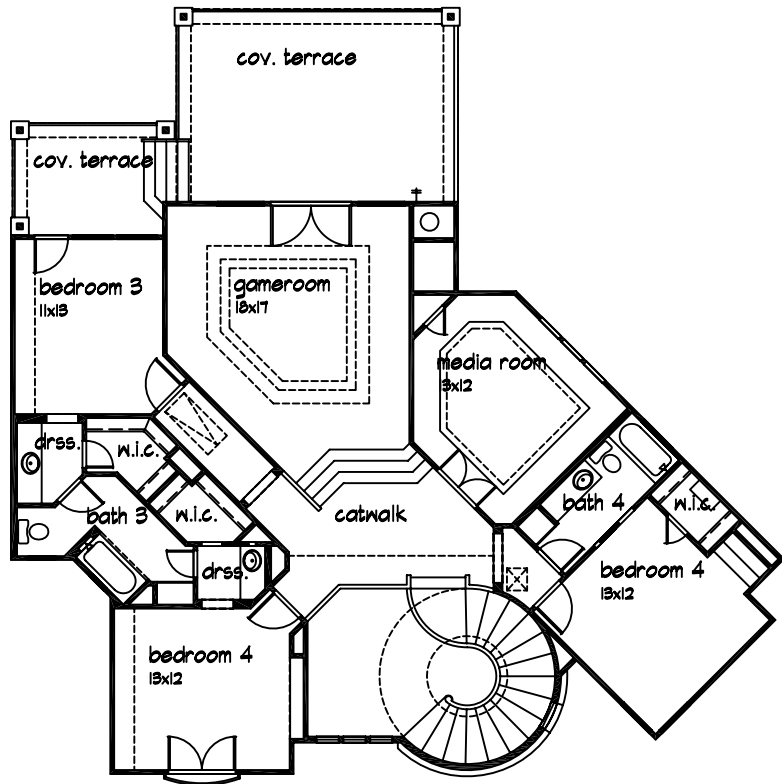 cov. terrace
cov. terrace
bedroom 3
11x13
gameroom
18x17
media room
3x12
drss.
w.i.c.
bath 3
w.i.c.
catwalk
bath 4
w.i.c.
drss.
bedroom 4
13x12
bedroom 4
13x12